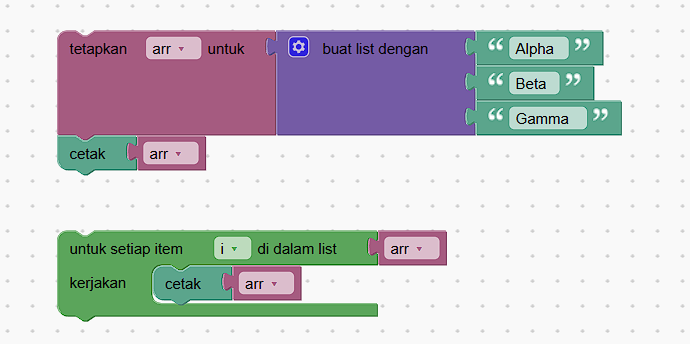 tetapkan arr untuk buat list dengan “ Alpha ”
“ Beta ”
“ Gamma ”
cetak arr
untuk setiap item i di dalam list arr
kerjakan cetak arr